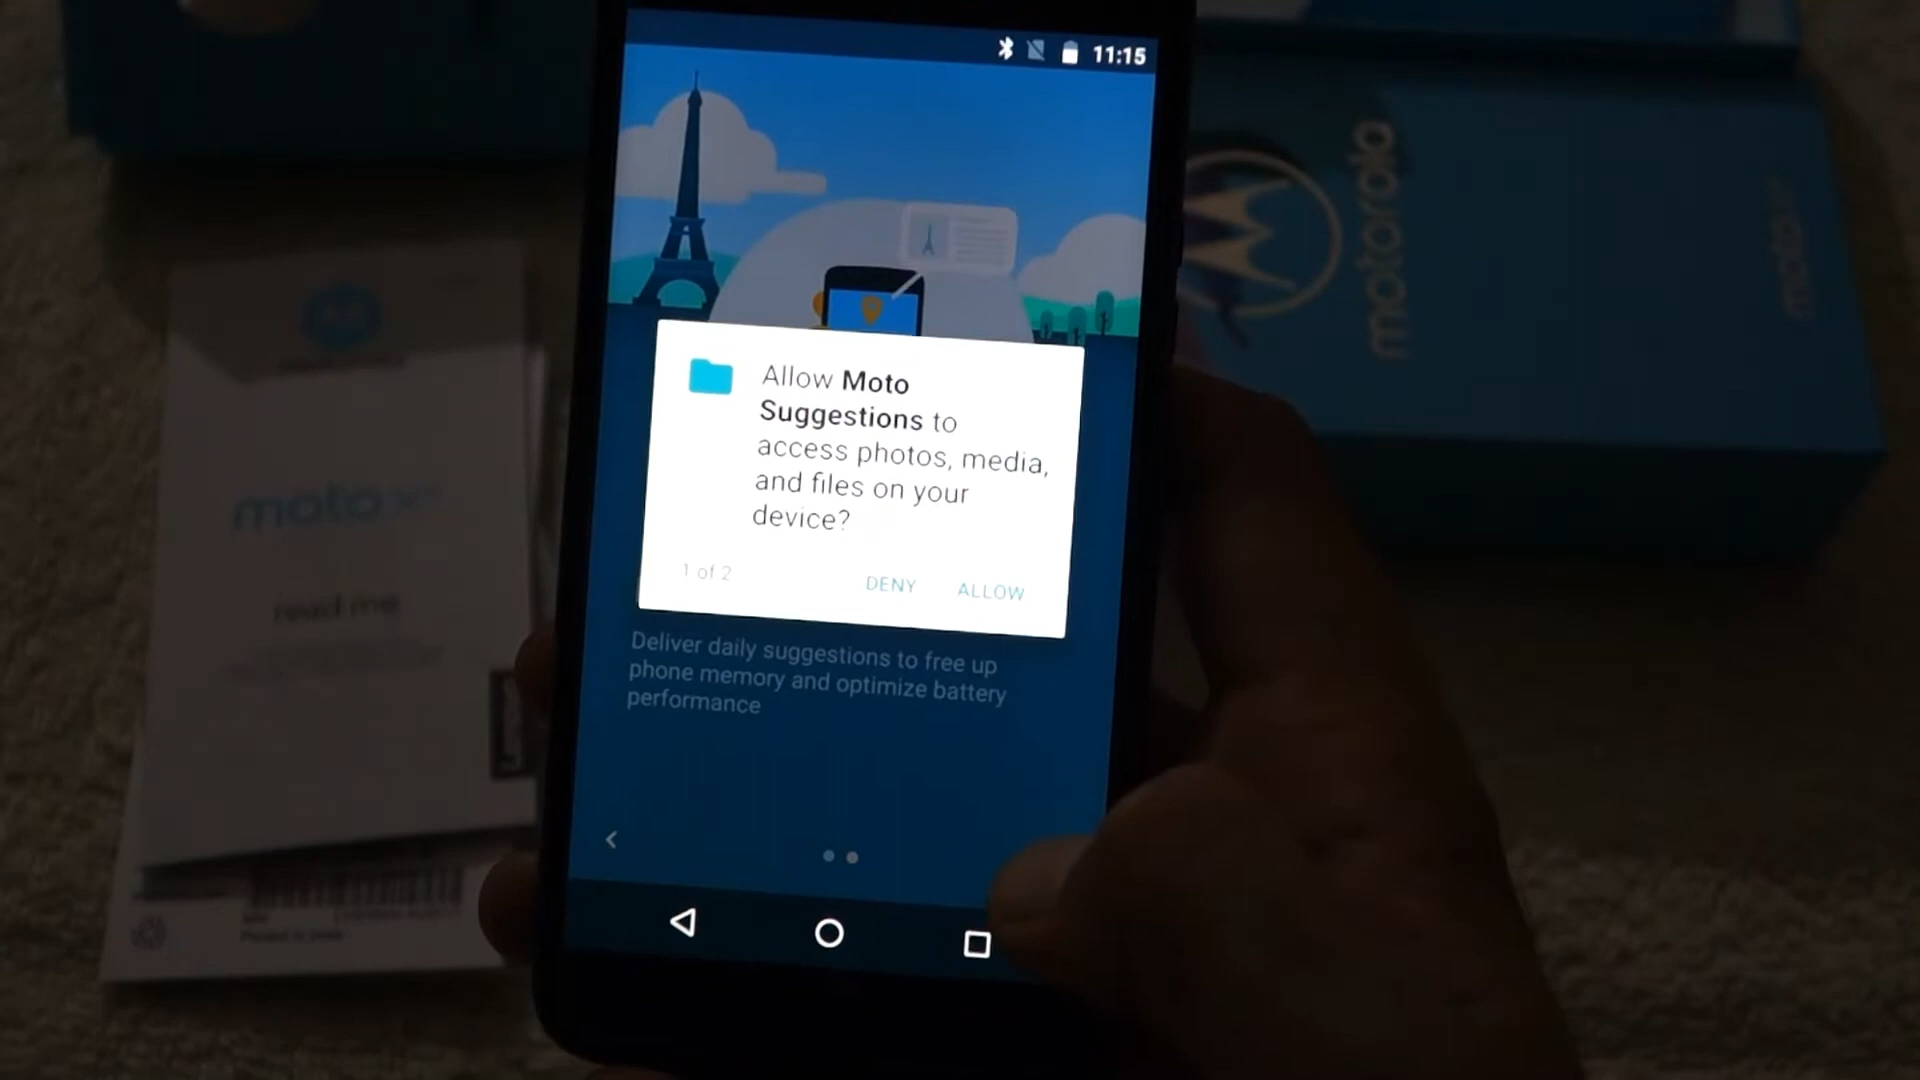 11:15
Allow Moto
Suggestions to
access photos, media,
and files on your
device?
1 of 2
DENY
ALLOW
Deliver daily suggestions to free up
phone memory and optimize battery
performance
motorola
moto
read me